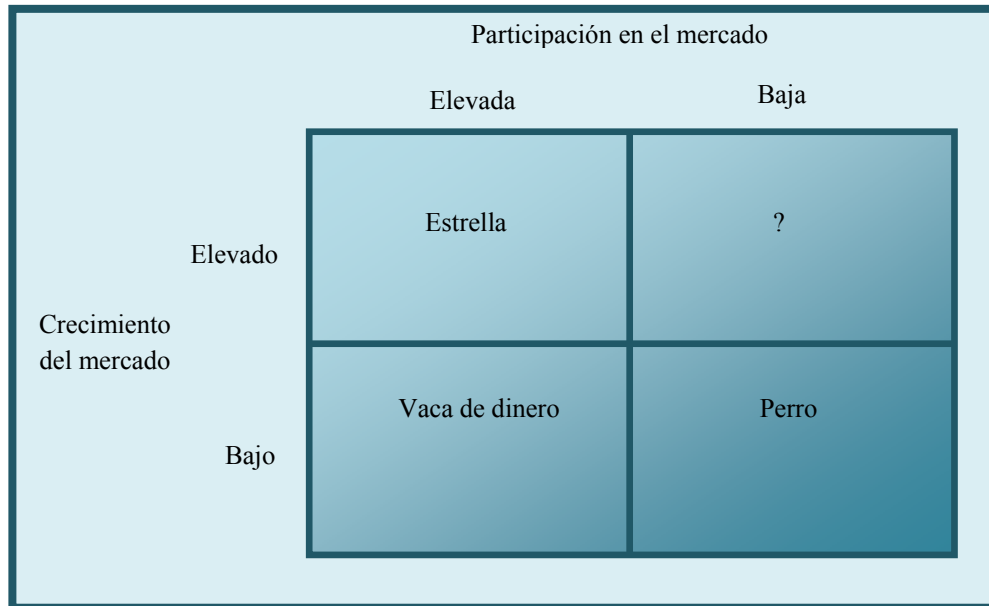 Participación en el mercado
Elevada
Baja
Estrella
?
Elevado
Crecimiento
del mercado
Vaca de dinero
Perro
Bajo